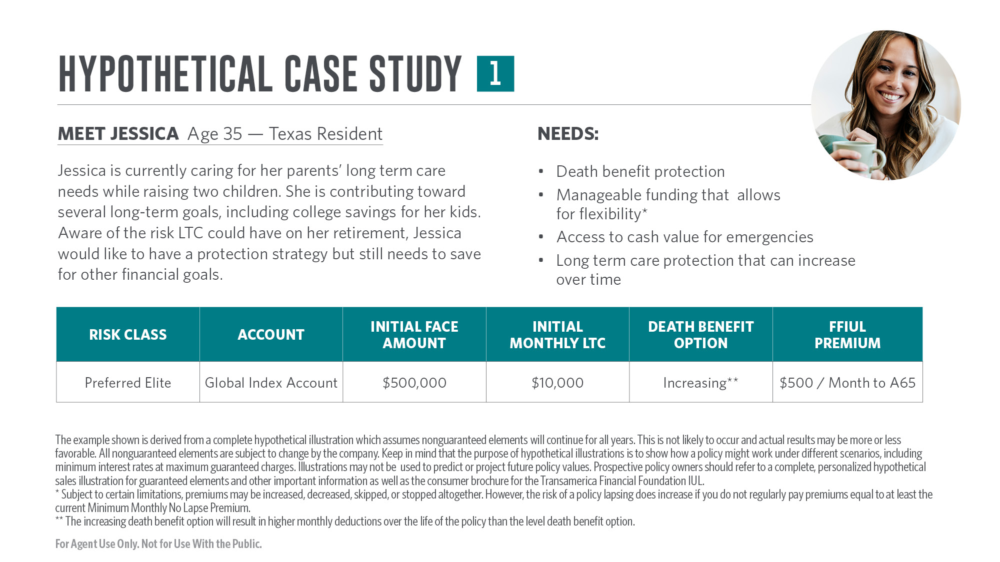 HYPOTHETICAL CASE STUDY 1
MEET JESSICA Age 35 — Texas Resident
Jessica is currently caring for her parents’ long term care
needs while raising two children. She is contributing toward
several long-term goals, including college savings for her kids.
Aware of the risk LTC could have on her retirement, Jessica
would like to have a protection strategy but still needs to save
for other financial goals.
NEEDS:
• Death benefit protection
• Manageable funding that allows
for flexibility*
• Access to cash value for emergencies
• Long term care protection that can increase
over time
RISK CLASS
ACCOUNT
INITIAL FACE
AMOUNT
INITIAL
MONTHLY LTC
DEATH BENEFIT
OPTION
FFIUL
PREMIUM
Preferred Elite
Global Index Account
$500,000
$10,000
Increasing**
$500 / Month to A65
The example shown is derived from a complete hypothetical illustration which assumes nonguaranteed elements will continue for all years. This is not likely to occur and actual results may be more or less
favorable. All nonguaranteed elements are subject to change by the company. Keep in mind that the purpose of hypothetical illustrations is to show how a policy might work under different scenarios, including
minimum interest rates at maximum guaranteed charges. Illustrations may not be used to predict or project future policy values. Prospective policy owners should refer to a complete, personalized hypothetical
sales illustration for guaranteed elements and other important information as well as the consumer brochure for the Transamerica Financial Foundation IUL.
* Subject to certain limitations, premiums may be increased, decreased, skipped, or stopped altogether. However, the risk of a policy lapsing does increase if you do not regularly pay premiums equal to at least the
current Minimum Monthly No Lapse Premium.
** The increasing death benefit option will result in higher monthly deductions over the life of the policy than the level death benefit option.
For Agent Use Only. Not for Use With the Public.